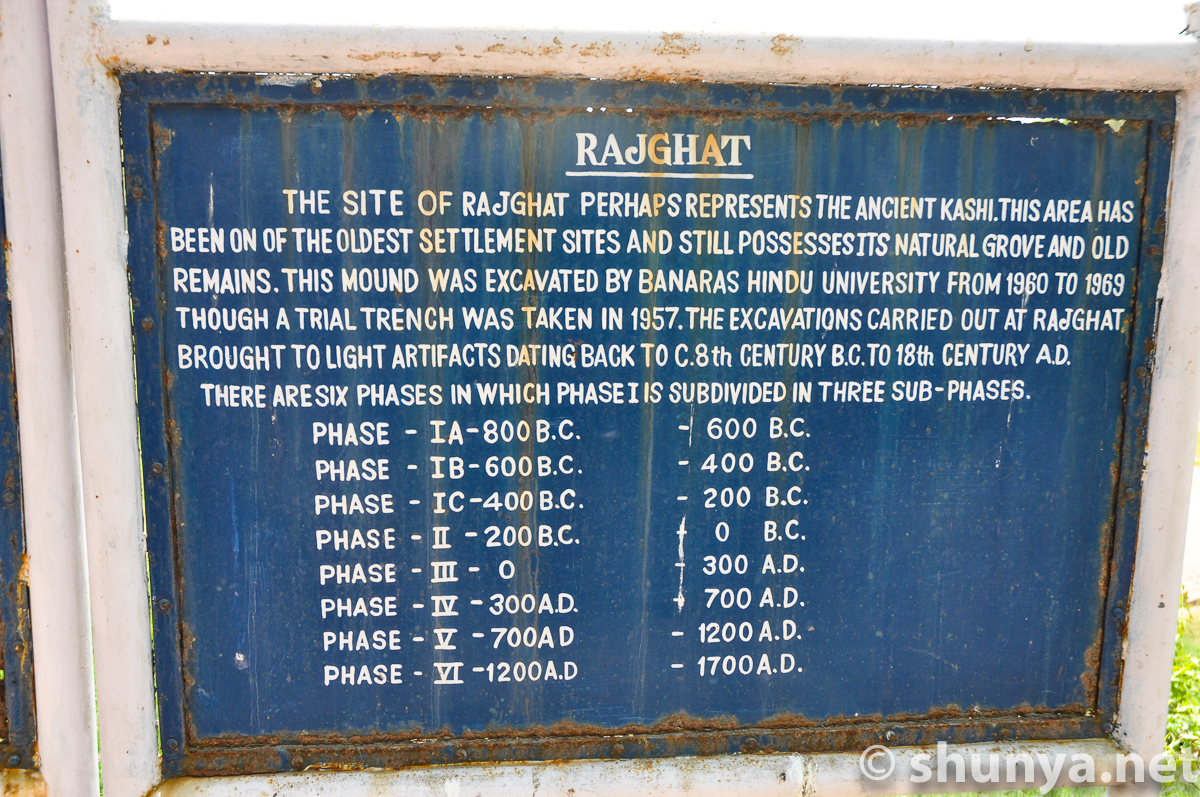 RAJGHAT
THE SITE OF RAJGHAT PERHAPS REPRESENTS THE ANCIENT KASHI. THIS AREA HAS
BEEN ON OF THE OLDEST SETTLEMENT SITES AND STILL POSSESSES ITS NATURAL GROVE AND OLD
REMAINS. THIS MOUND WAS EXCAVATED BY BANARAS HINDU UNIVERSITY FROM 1960 TO 1969
THOUGH A TRIAL TRENCH WAS TAKEN IN 1957. THE EXCAVATIONS CARRIED OUT AT RAJGHAT
BROUGHT TO LIGHT ARTIFACTS DATING BACK TO C.8th CENTURY B.C. TO 18th CENTURY A.D.
THERE ARE SIX PHASES IN WHICH PHASE I IS SUBDIVIDED IN THREE SUB-PHASES.
PHASE - IA - 800 B.C. - 600 B.C.
PHASE - IB - 600 B.C. - 400 B.C.
PHASE - IC - 400 B.C. - 200 B.C.
PHASE - II - 200 B.C. - 0 B.C.
PHASE - III - 0 - 300 A.D.
PHASE - IV - 300 A.D. - 700 A.D.
PHASE - V - 700 AD - 1200 A.D.
PHASE - VI - 1200 A.D - 1700 A.D.
© shunya.net